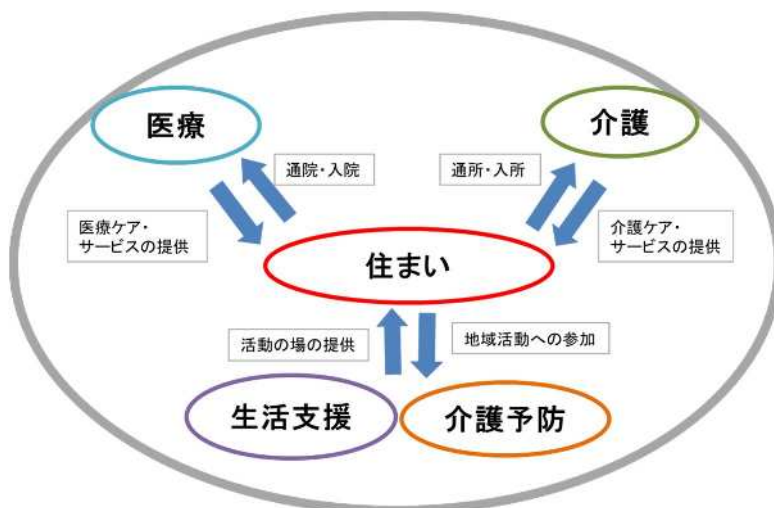 医療
介護
通院・入院
通所・入所
医療ケア・
サービスの提供
介護ケア・
サービスの提供
住まい
活動の場の提供
地域活動への参加
生活支援
介護予防